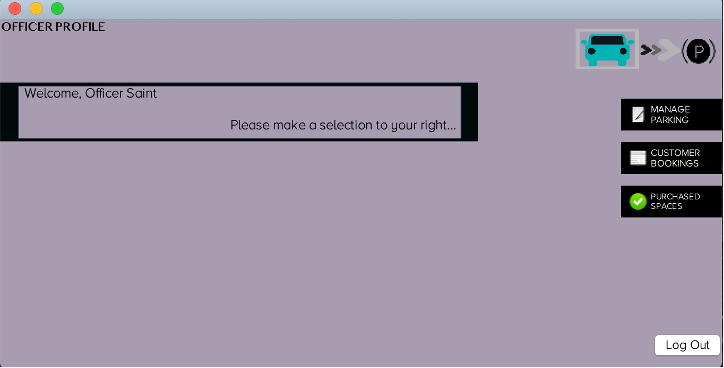 OFFICER PROFILE
(P)
Welcome, Officer Saint
Please make a selection to your right...
MANAGE
PARKING
CUSTOMER
BOOKINGS
PURCHASED
SPACES
Log Out